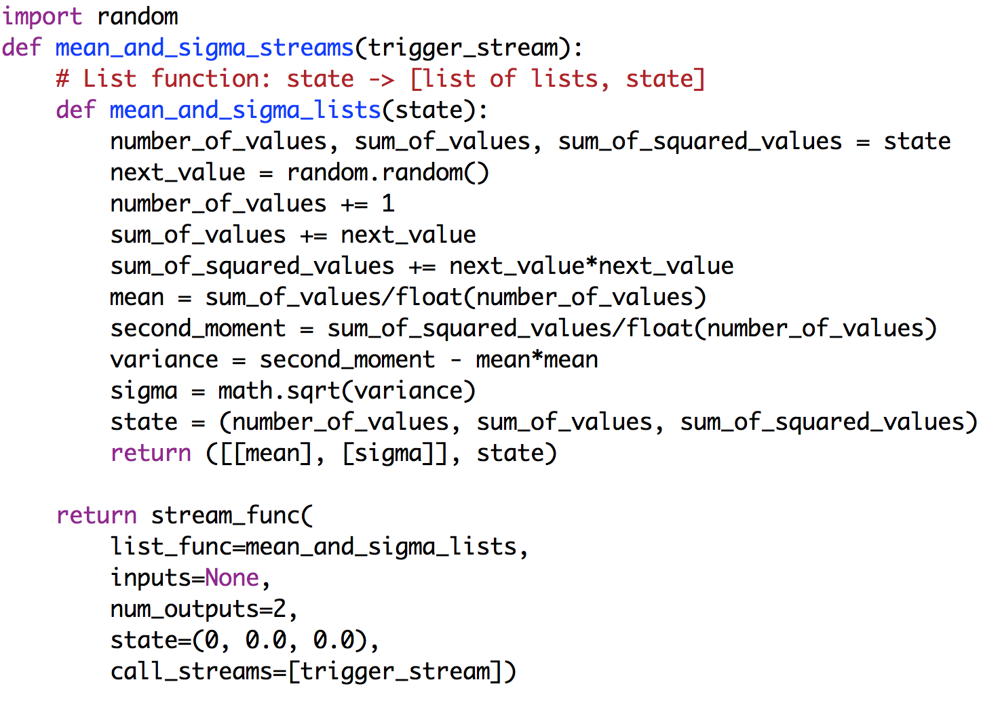 import random
def mean_and_sigma_streams(trigger_stream):
    # List function: state -> [list of lists, state]
    def mean_and_sigma_lists(state):
        number_of_values, sum_of_values, sum_of_squared_values = state
        next_value = random.random()
        number_of_values += 1
        sum_of_values += next_value
        sum_of_squared_values += next_value*next_value
        mean = sum_of_values/float(number_of_values)
        second_moment = sum_of_squared_values/float(number_of_values)
        variance = second_moment - mean*mean
        sigma = math.sqrt(variance)
        state = (number_of_values, sum_of_values, sum_of_squared_values)
        return ([[mean], [sigma]], state)

    return stream_func(
        list_func=mean_and_sigma_lists,
        inputs=None,
        num_outputs=2,
        state=(0, 0.0, 0.0),
        call_streams=[trigger_stream])